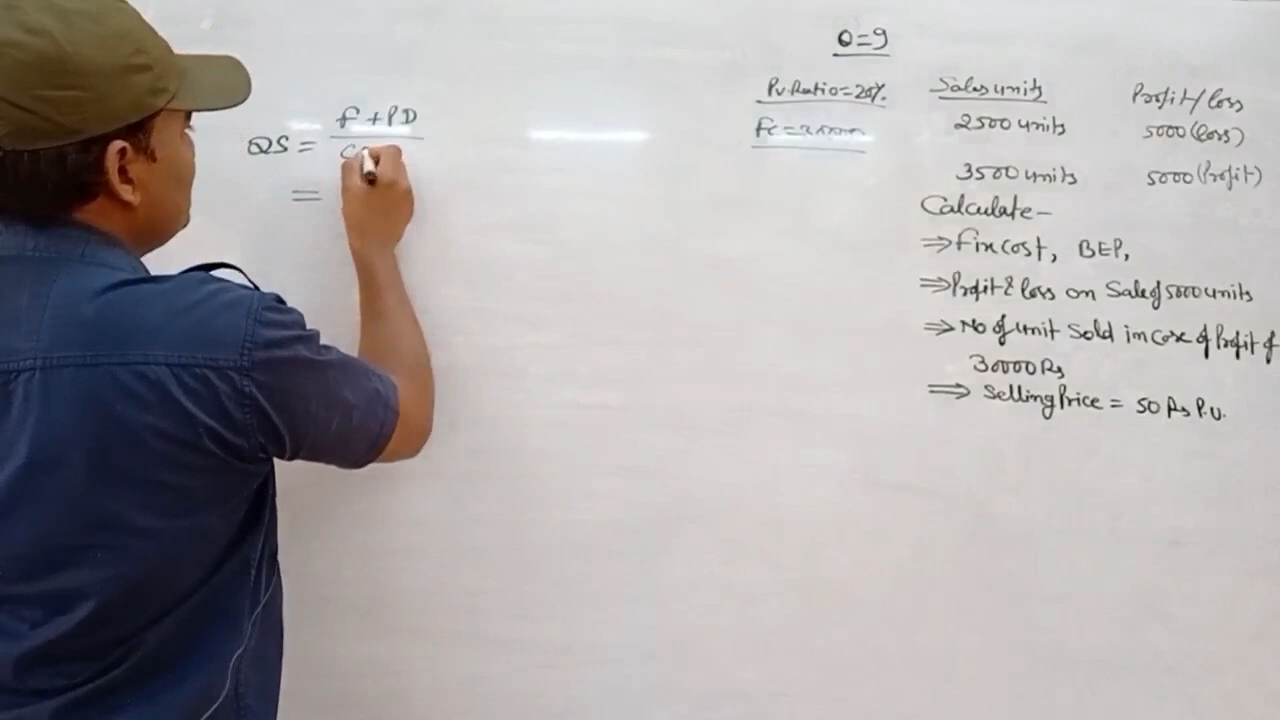 QS = F + PD
C
=
Q=9
P.V. Ratio = 20%.
Fc =
Sales units Profit/loss
2500 units 5000 (loss)
3500 units 5000 (Profit)
Calculate-
⇒ Fix cost, BEP,
⇒ Profit & loss on Sale of 5000 units
⇒ No of unit Sold in Case of Profit of
30000 Rs
⇒ Selling Price = 50 Rs P.U.